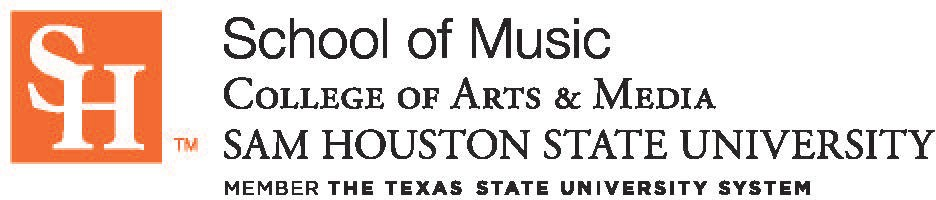 SH ™
School of Music
College of Arts & Media
SAM HOUSTON STATE UNIVERSITY
MEMBER THE TEXAS STATE UNIVERSITY SYSTEM